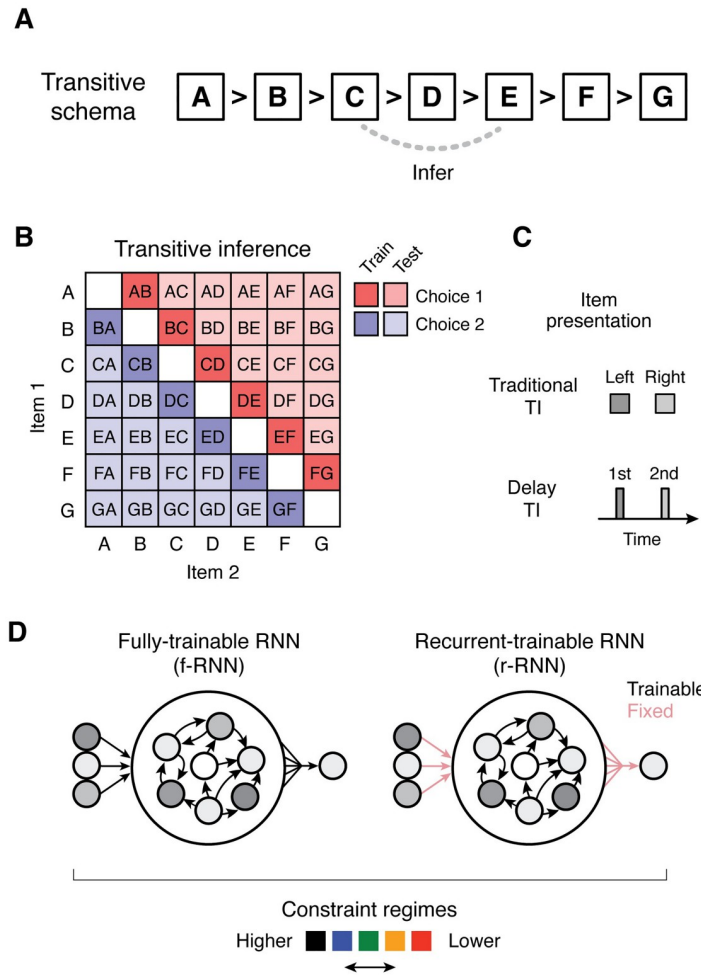 A
Transitive
schema
A > B > C > D > E > F > G
Infer
B
Transitive inference
Train
Test
Choice 1
Choice 2
Item 1
A AB AC AD AE AF AG
B BA BC BD BE BF BG
C CA CB CD CE CF CG
D DA DB DC DE DF DG
E EA EB EC ED EF EG
F FA FB FC FD FE FG
G GA GB GC GD GE GF
A B C D E F G
Item 2
C
Item
presentation
Traditional
TI
Left Right
Delay
TI
1st 2nd
Time
D
Fully-trainable RNN
(f-RNN)
Recurrent-trainable RNN
(r-RNN)
Trainable
Fixed
Constraint regimes
Higher Lower